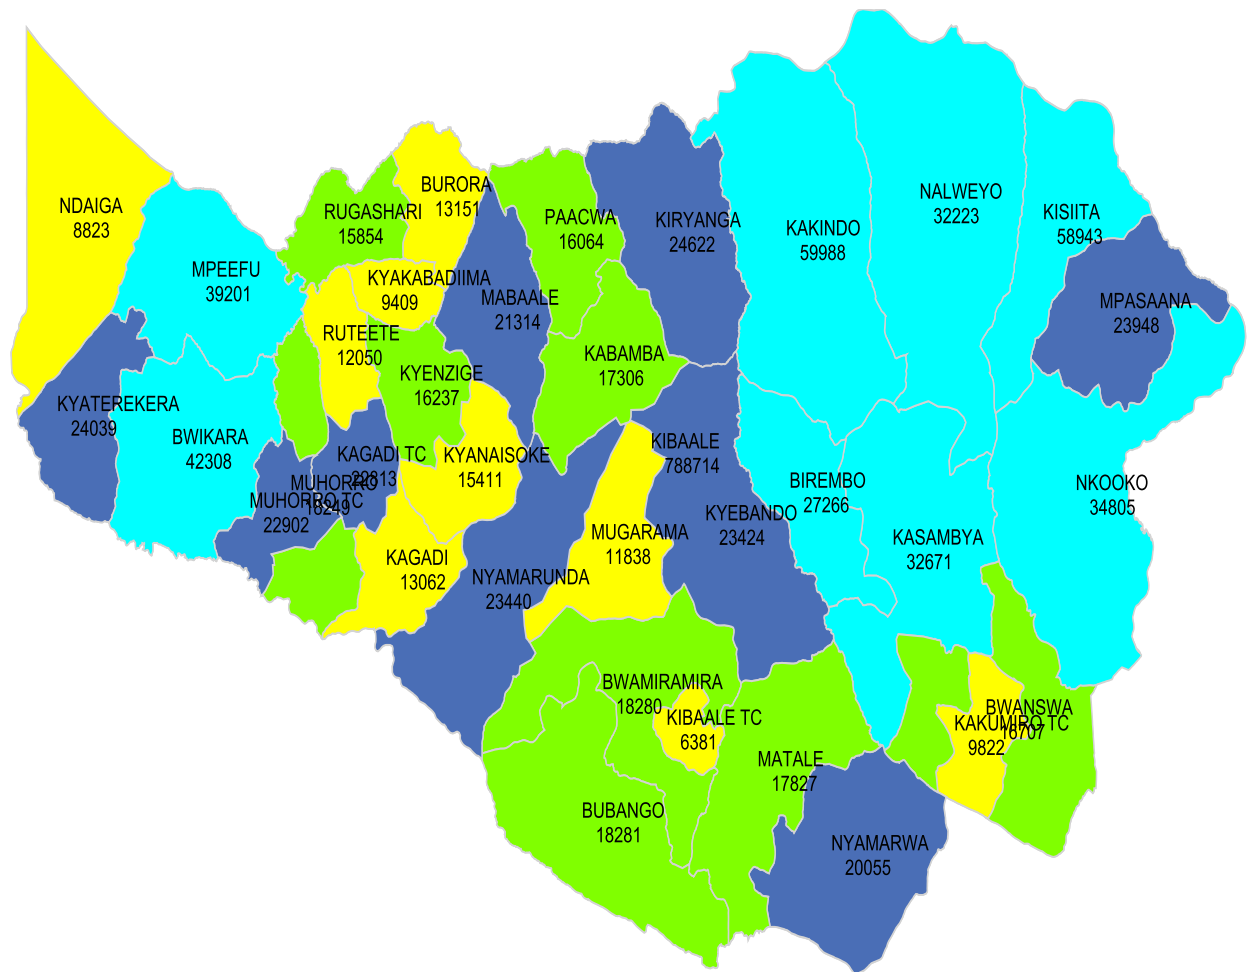 NALWEYO
32223
BURORA
13151
NDAIGA
8823
RUGASHARI
15854
PAACWA
16064
KIRYANGA
24622
KAKINDO
59988
KISIITA
58943
MPEEFU
39201
KYAKABADIIMA
9409
MABAALE
21314
MPASAANA
23948
RUTEETE
12050
KABAMBA
17306
KYENZIGE
16237
KYATEREKERA
24039
BWIKARA
42308
KAGADI TC
22813
KYANAISOKE
15411
KIBAALE
788714
BIREMBO
27266
NKOOKO
34805
MUHORRO
18249
MUHORRO TC
22902
KYEBANDO
23424
MUGARAMA
11838
KASAMBYA
32671
KAGADI
13062
NYAMARUNDA
23440
BWAMIRAMIRA
18280
KIBAALE TC
6381
BWANSWA
16707
KAKUMIRO TC
9822
MATALE
17827
BUBANGO
18281
NYAMARWA
20055